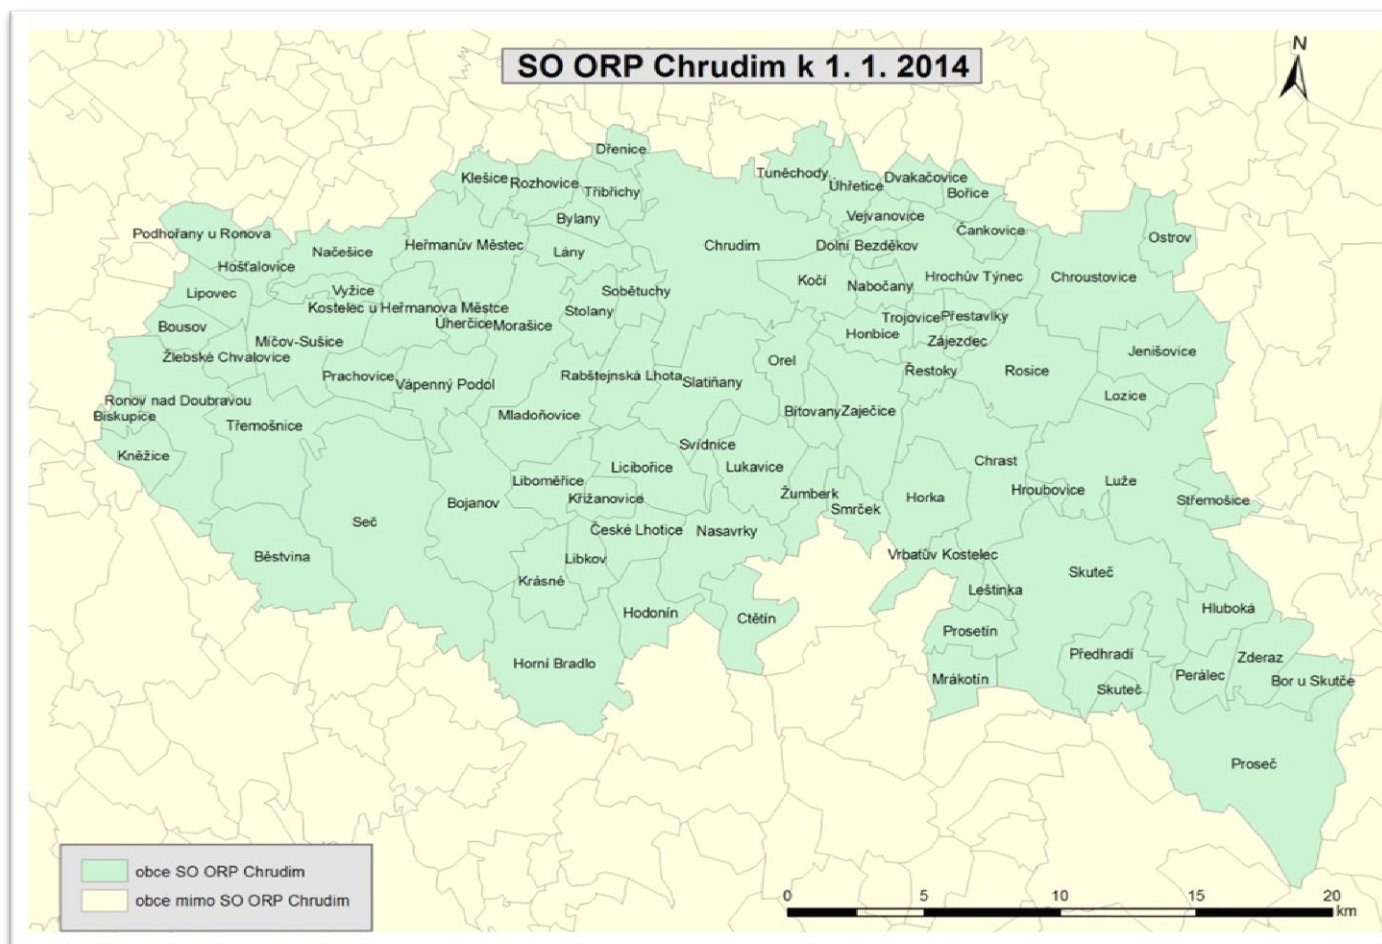 SO ORP Chrudim k 1. 1. 2014
N
Dřenice
Klešice
Rozhovice
Třibřichy
Tuněchody
Úhřetice
Dvakačovice
Bořice
Bylany
Vejvanovice
Čankovice
Podhořany u Ronova
Hošťalovice
Načešice
Heřmanův Městec
Lány
Chrudim
Dolní Bezděkov
Ostrov
Kočí
Nabočany
Hrochův Týnec
Chroustovice
Lipovec
Vyžice
Sobětuchy
Kostelec u Heřmanova Městce
Stolany
Bousov
Úherčice
Morašice
Trojovice
Přestavlky
Míčov-Sušice
Honbice
Zájezdec
Žlebské Chvalovice
Jenišovice
Orel
Řestoky
Rosice
Prachovice
Vápenný Podol
Rabštejnská Lhota
Slatiňany
Lozice
Ronov nad Doubravou
Biskupice
Třemošnice
Mladoňovice
Bítovany
Zaječice
Kněžice
Svídnice
Licibořice
Lukavice
Chrast
Liboměřice
Křižanovice
Žumberk
Smrček
Horka
Hroubovice
Luže
Střemošice
Bojanov
Seč
České Lhotice
Nasavrky
Běstvina
Libkov
Vrbatův Kostelec
Skuteč
Krásné
Leštinka
Hodonín
Ctětín
Hluboká
Prosetín
Horní Bradlo
Předhradí
Zderaz
Mrákotín
Skuteč
Perálec
Bor u Skutče
Proseč
obce SO ORP Chrudim
obce mimo SO ORP Chrudim
0 5 10 15 20
km